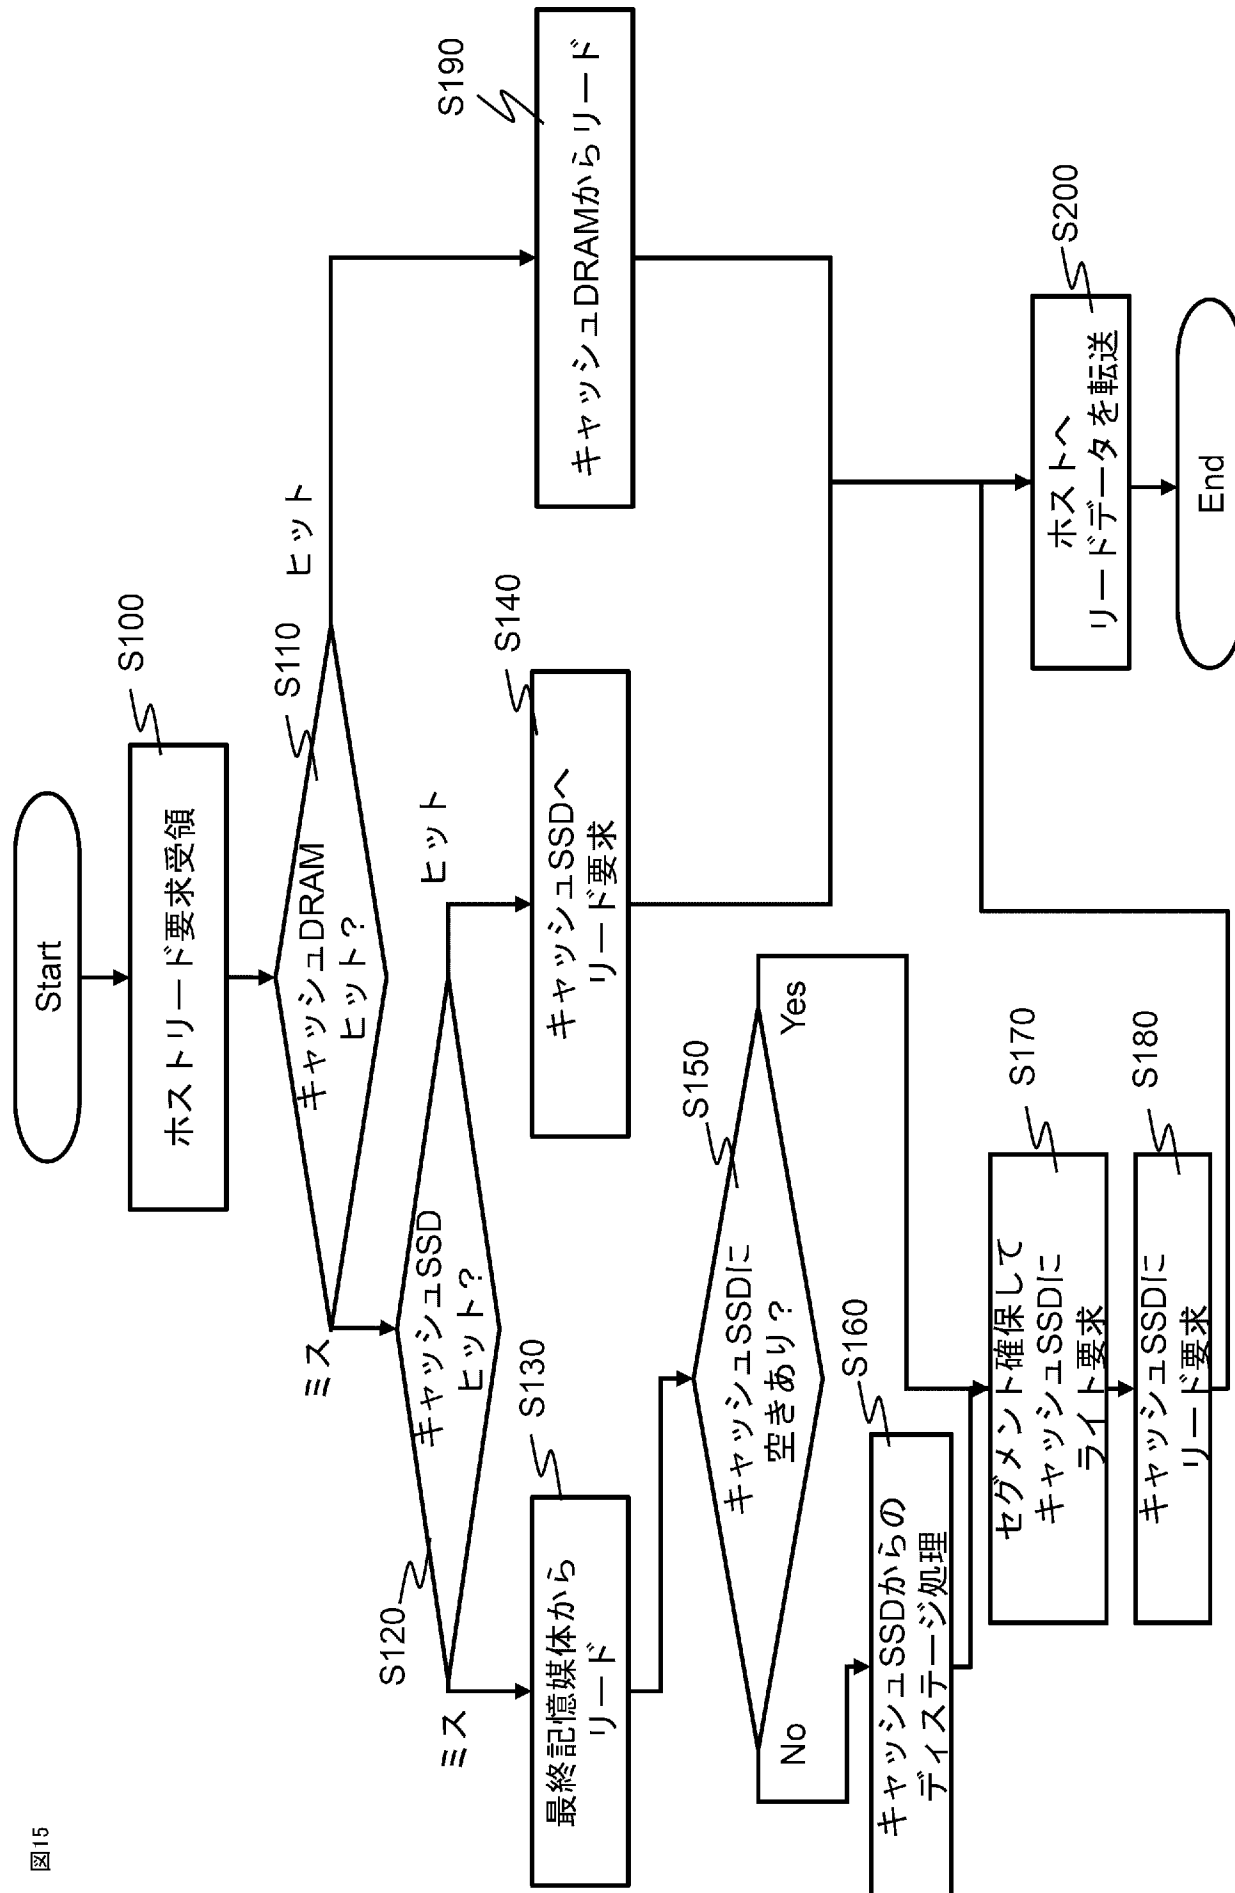 図15
Start
S100
ホストリード要求受領
S110
キャッシュDRAM
ヒット？
ヒット
ミス
S120
キャッシュSSD
ヒット？
ヒット
ミス
S130
最終記憶媒体から
リード
S140
キャッシュSSDへ
リード要求
S190
キャッシュDRAMからリード
S150
キャッシュSSDに
空きあり？
Yes
No
S160
キャッシュSSDからの
ディステージ処理
S170
セグメント確保して
キャッシュSSDに
ライト要求
S180
キャッシュSSDに
リード要求
S200
ホストへ
リードデータを転送
End